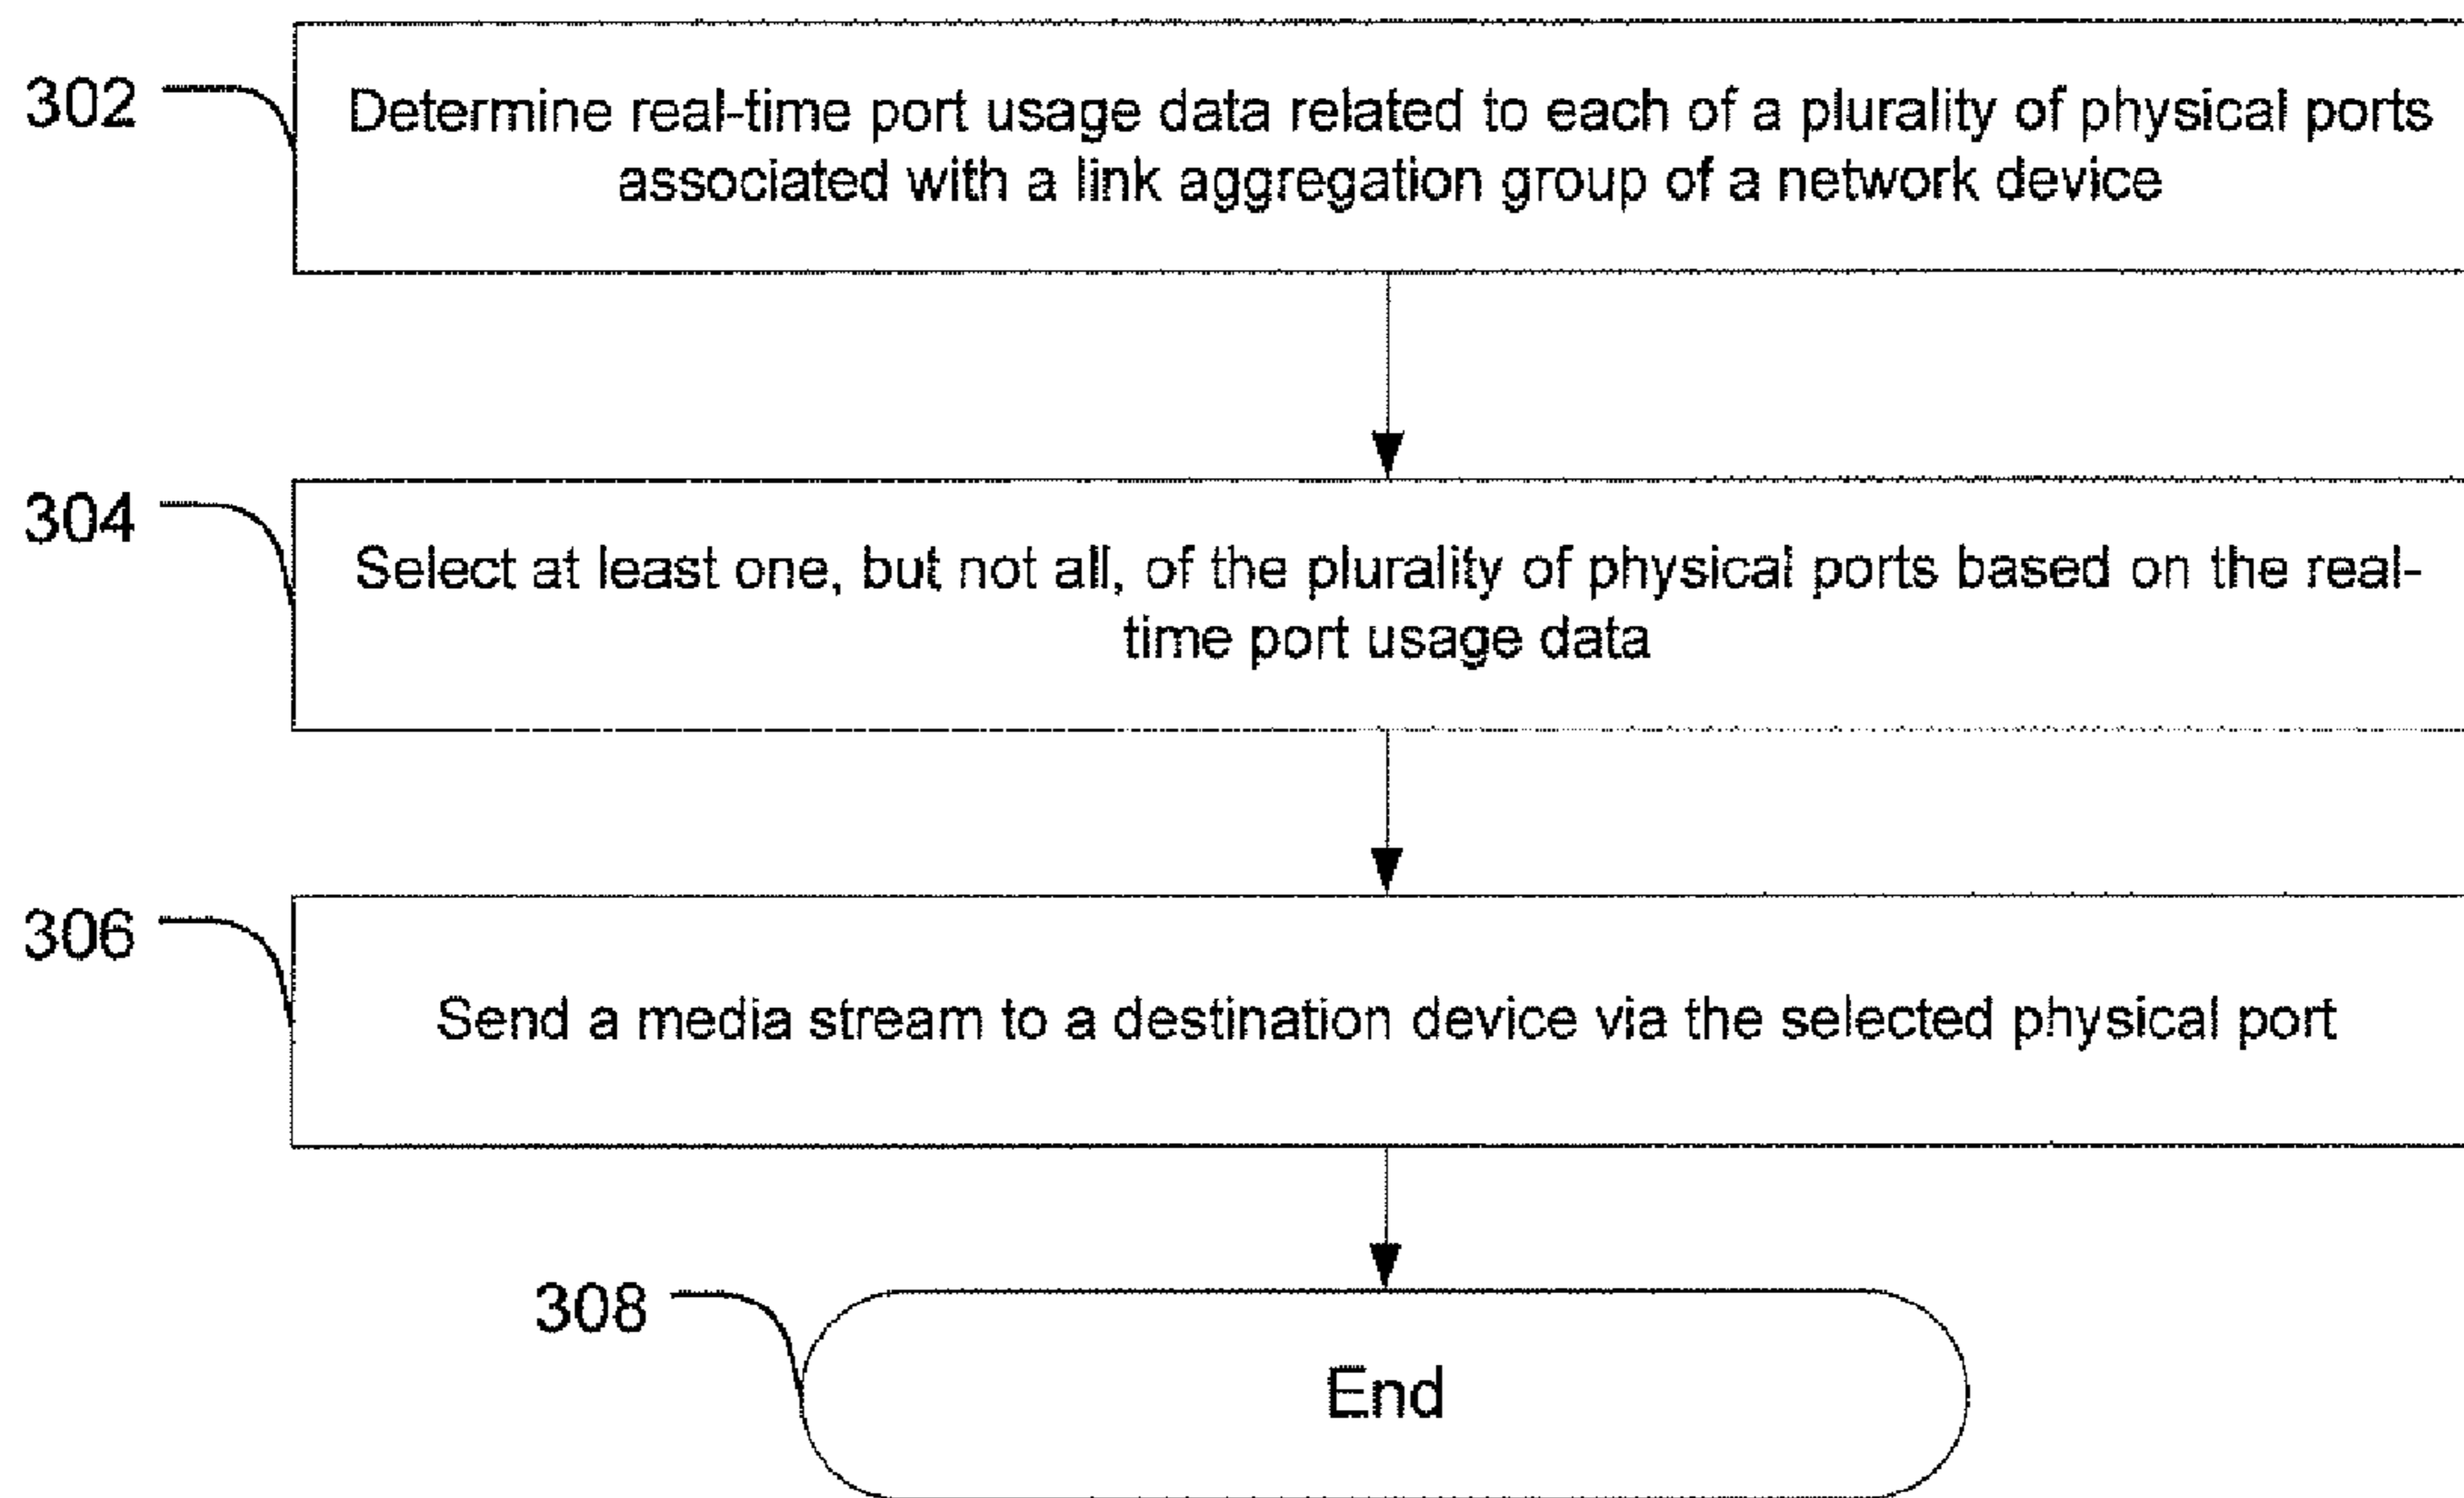 302
Determine real-time port usage data related to each of a plurality of physical ports
associated with a link aggregation group of a network device
304
Select at least one, but not all, of the plurality of physical ports based on the real-
time port usage data
306
Send a media stream to a destination device via the selected physical port
308
End